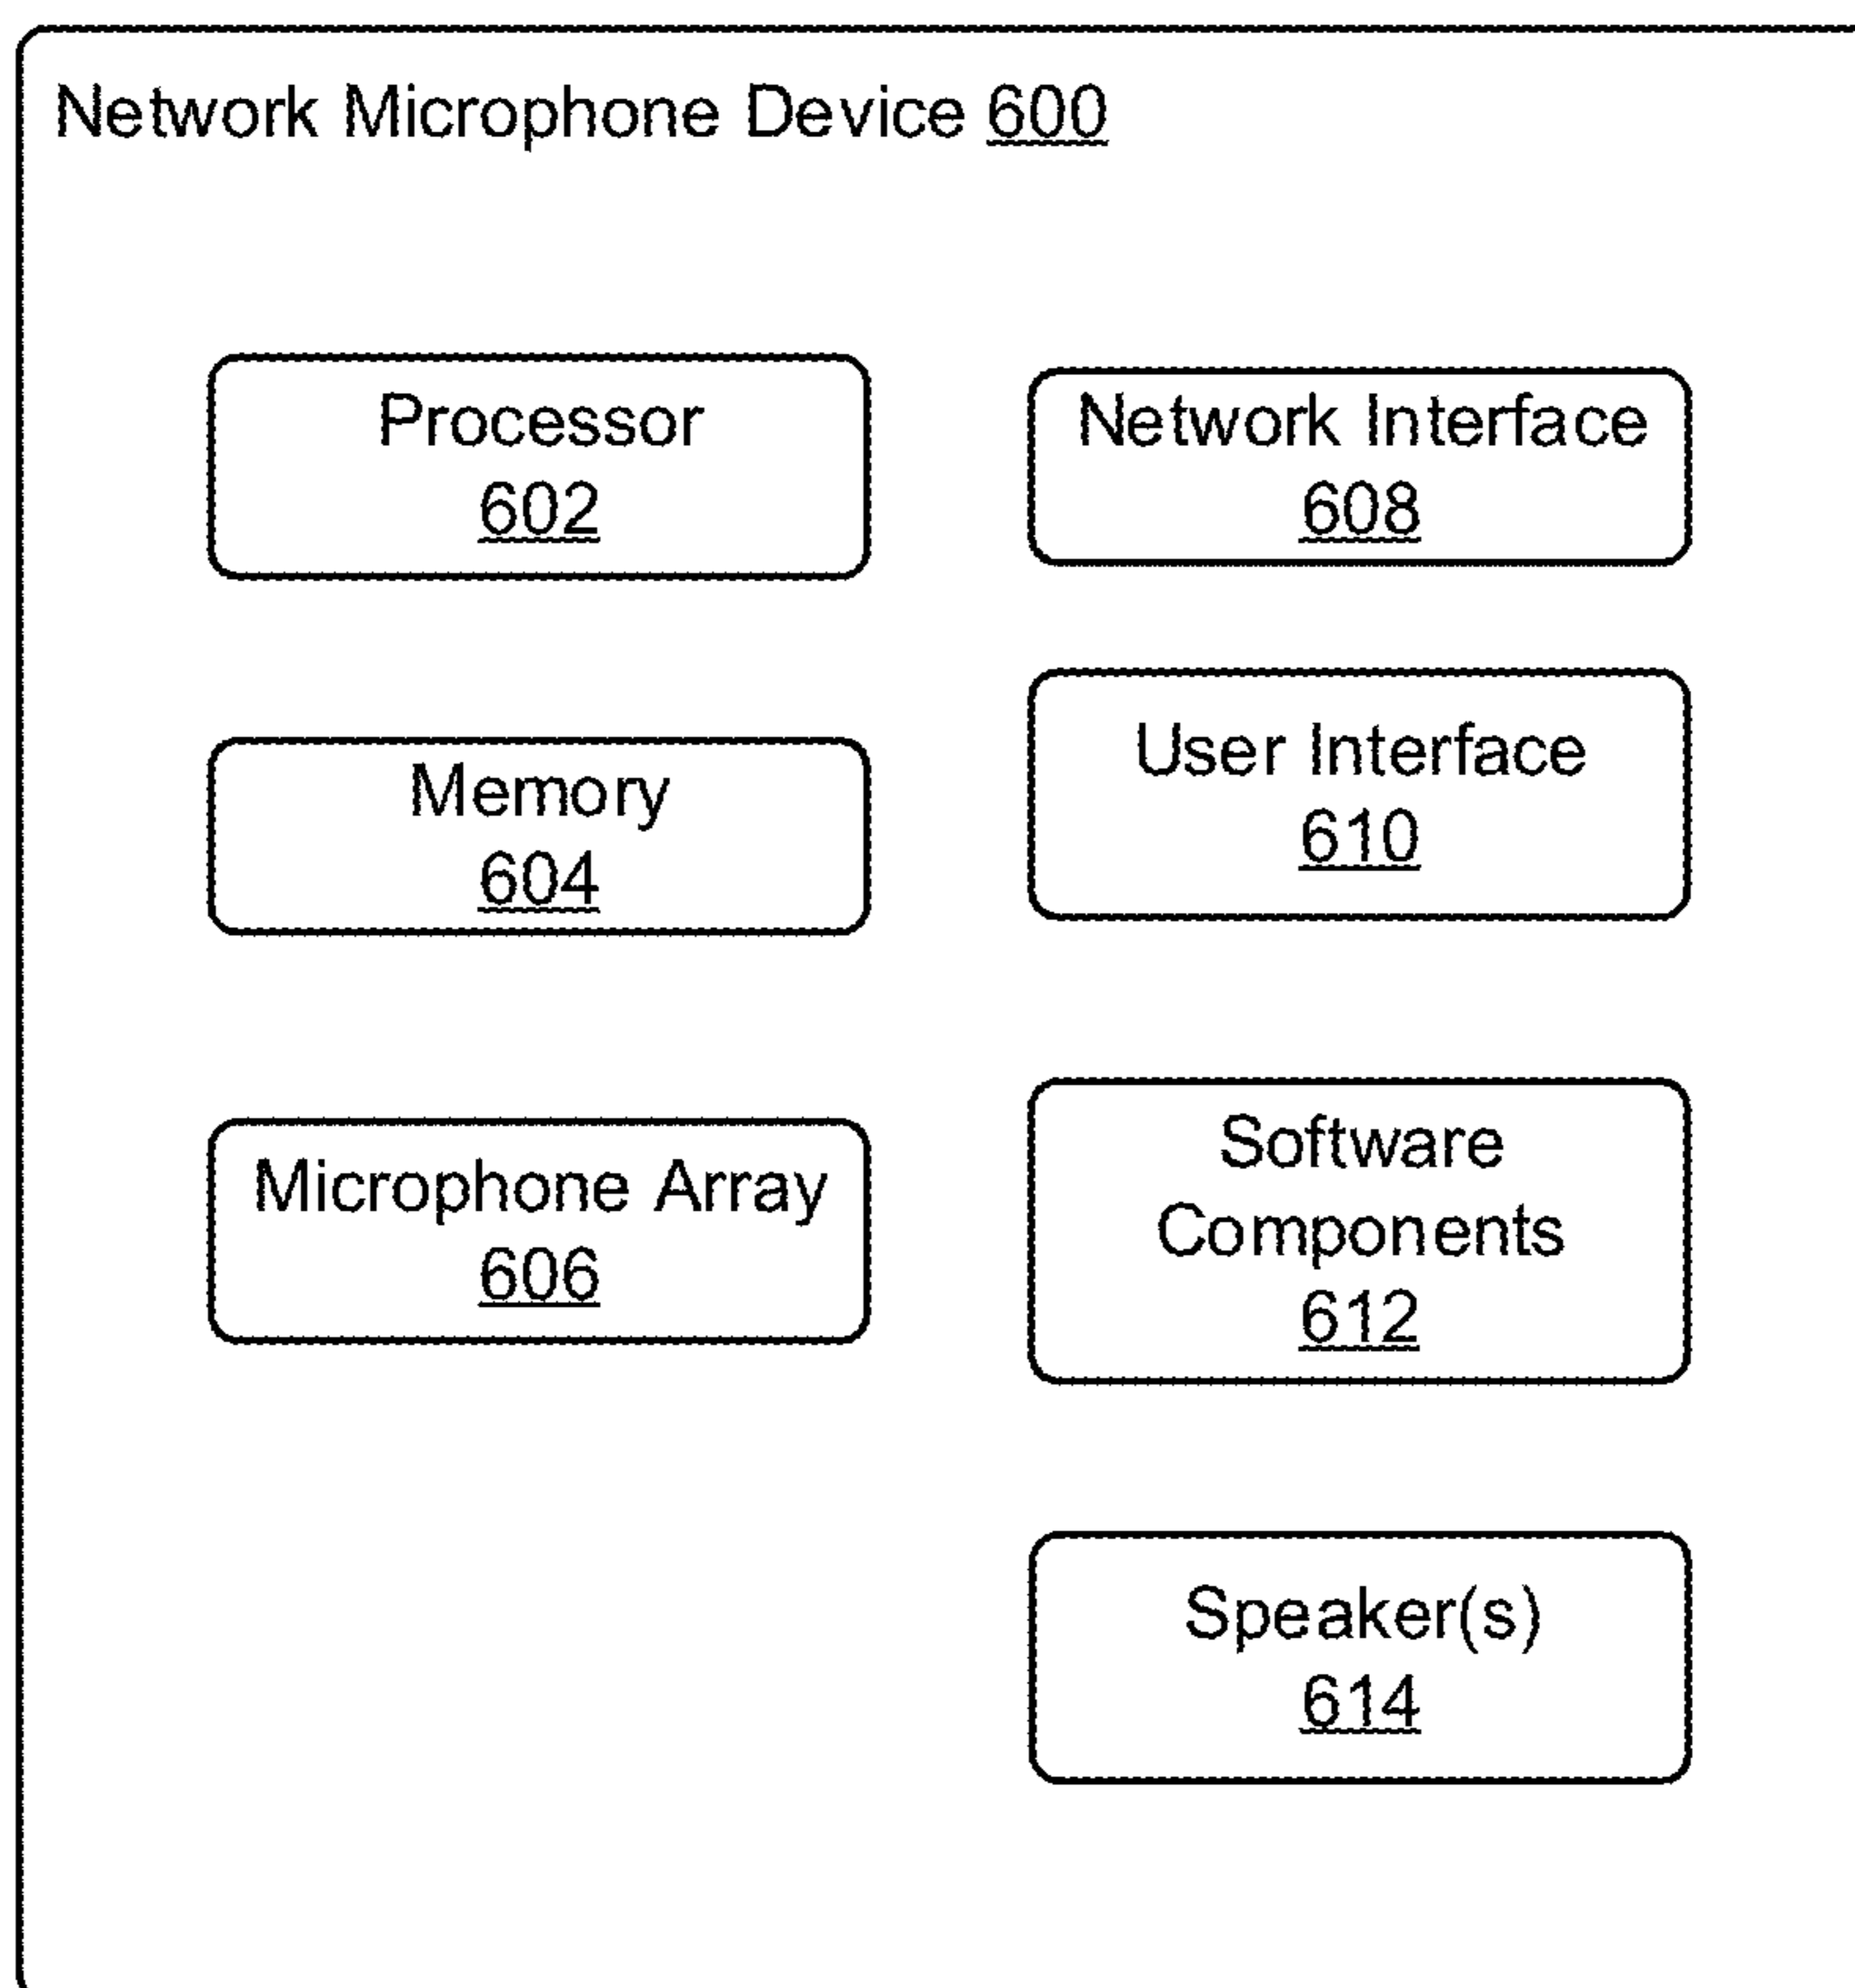 Network Microphone Device 600
Processor
602
Memory
604
Microphone Array
606
Network Interface
608
User Interface
610
Software
Components
612
Speaker(s)
614